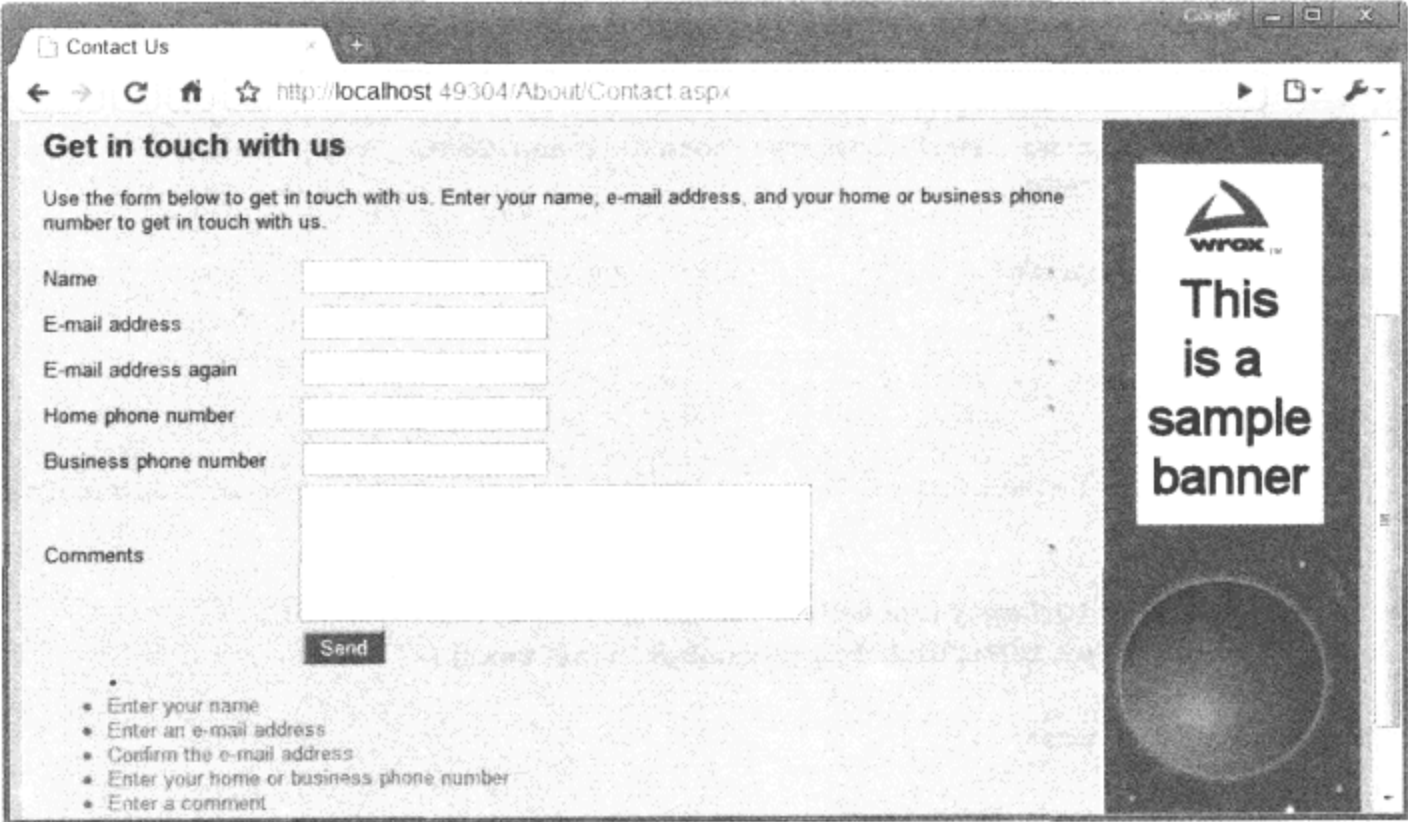 Google
Contact Us
http://localhost:49304/About/Contact.aspx
Get in touch with us
Use the form below to get in touch with us. Enter your name, e-mail address, and your home or business phone
number to get in touch with us.
Name
E-mail address
E-mail address again
Home phone number
Business phone number
Comments
Send
Enter your name
Enter an e-mail address
Confirm the e-mail address
Enter your home or business phone number
Enter a comment
wrox™
This
is a
sample
banner